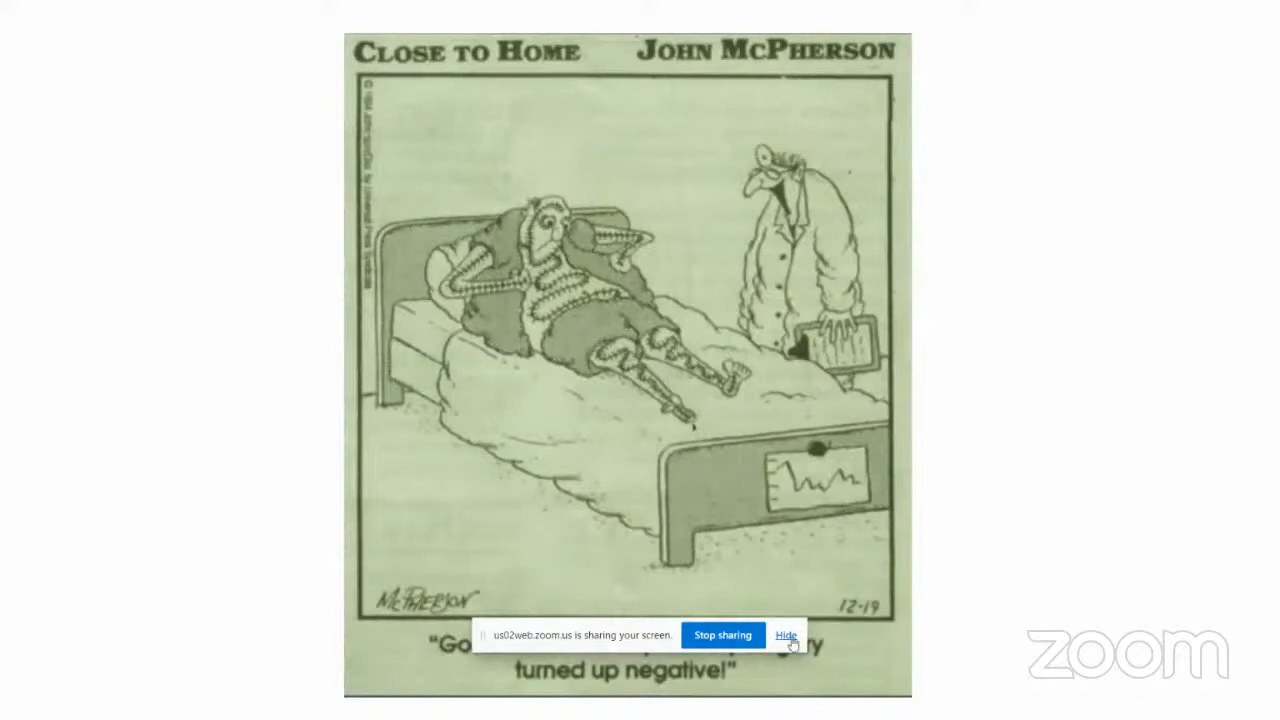 CLOSE TO HOME JOHN MCPHERSON
McPHERSON
12-19
us02web.zoom.us is sharing your screen. Stop sharing Hide
turned up negative!"
zoom